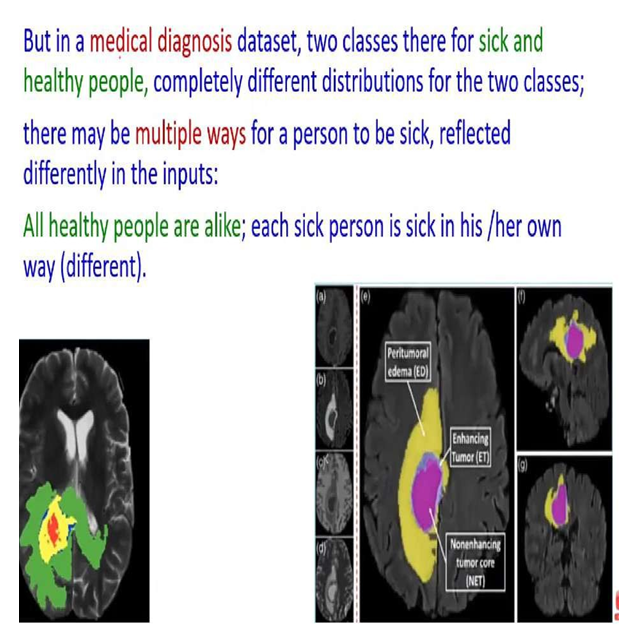 But in a medical diagnosis dataset, two classes there for sick and
healthy people, completely different distributions for the two classes;
there may be multiple ways for a person to be sick, reflected
differently in the inputs:
All healthy people are alike; each sick person is sick in his /her own
way (different).
(a)
(b)
(c)
(d)
(e)
Peritumoral
edema (ED)
Enhancing
Tumor (ET)
Nonenhancing
tumor core
(NET)
(f)
(g)